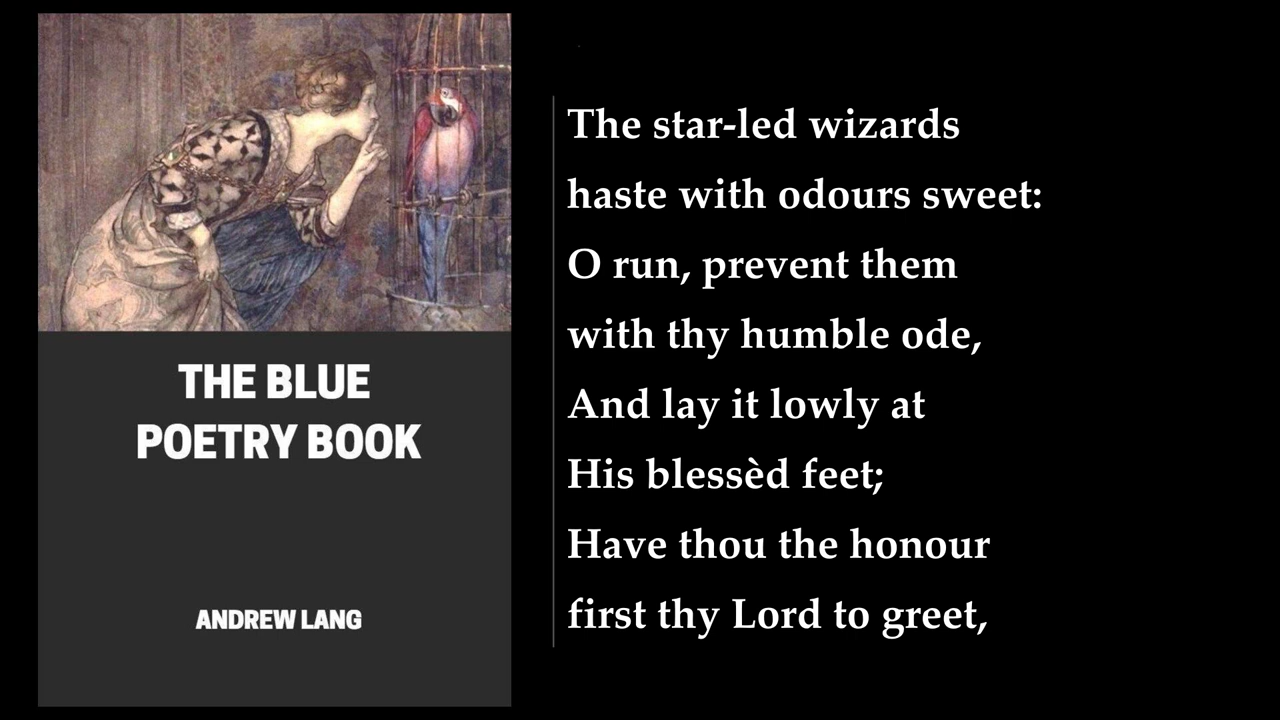 THE BLUE
POETRY BOOK
ANDREW LANG
The star-led wizards
haste with odours sweet:
O run, prevent them
with thy humble ode,
And lay it lowly at
His blessèd feet;
Have thou the honour
first thy Lord to greet,